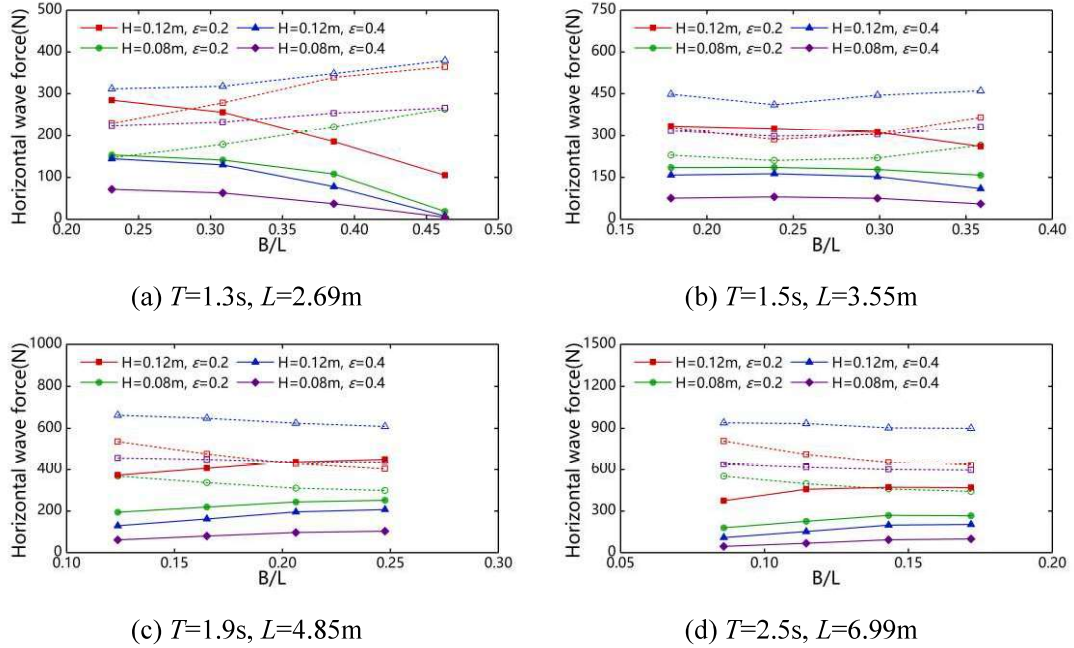 500
400
300
200
100
0
Horizontal wave force(N)
H=0.12m, ε=0.2
H=0.12m, ε=0.4
H=0.08m, ε=0.2
H=0.08m, ε=0.4
0.20 0.25 0.30 0.35 0.40 0.45 0.50
B/L
(a) T=1.3s, L=2.69m
750
600
450
300
150
0
Horizontal wave force(N)
H=0.12m, ε=0.2
H=0.12m, ε=0.4
H=0.08m, ε=0.2
H=0.08m, ε=0.4
0.15 0.20 0.25 0.30 0.35 0.40
B/L
(b) T=1.5s, L=3.55m
1000
800
600
400
200
0
Horizontal wave force(N)
H=0.12m, ε=0.2
H=0.12m, ε=0.4
H=0.08m, ε=0.2
H=0.08m, ε=0.4
0.10 0.15 0.20 0.25 0.30
B/L
(c) T=1.9s, L=4.85m
1500
1200
900
600
300
0
Horizontal wave force(N)
H=0.12m, ε=0.2
H=0.12m, ε=0.4
H=0.08m, ε=0.2
H=0.08m, ε=0.4
0.05 0.10 0.15 0.20
B/L
(d) T=2.5s, L=6.99m